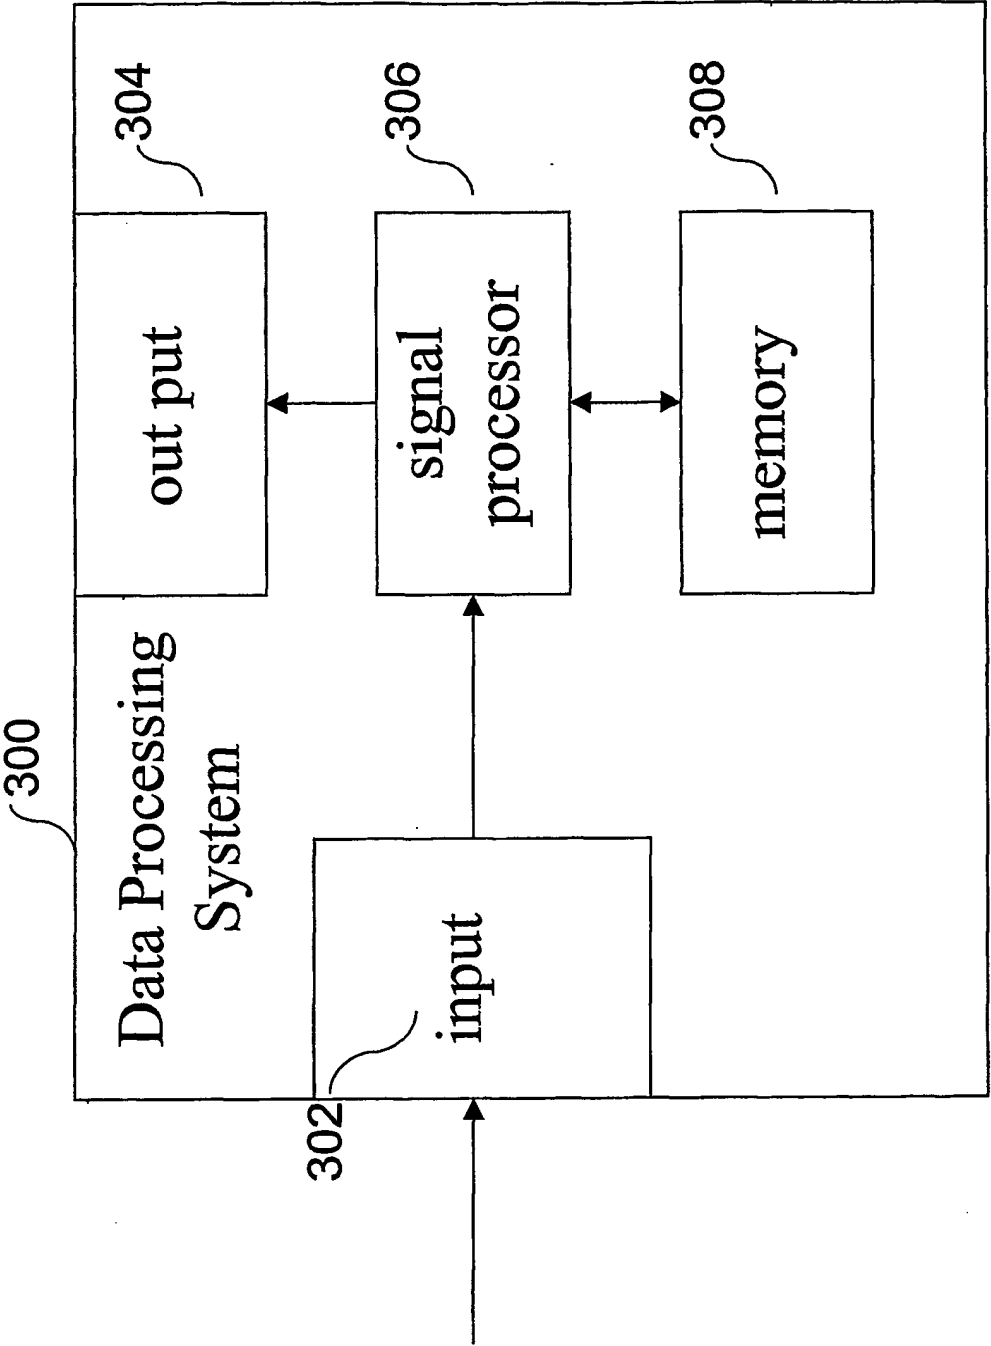 300
Data Processing
System
302
input
out put
304
signal
processor
306
memory
308